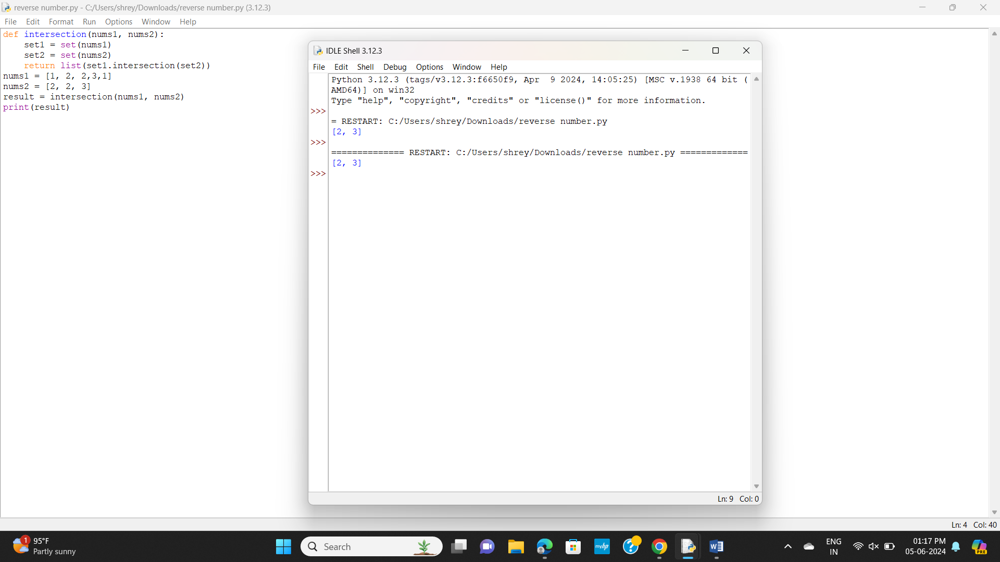 reverse number.py - C:/Users/shrey/Downloads/reverse number.py (3.12.3)
File Edit Format Run Options Window Help
def intersection(nums1, nums2):
    set1 = set(nums1)
    set2 = set(nums2)
    return list(set1.intersection(set2))
nums1 = [1, 2, 2,3,1]
nums2 = [2, 2, 3]
result = intersection(nums1, nums2)
print(result)
IDLE Shell 3.12.3
File Edit Shell Debug Options Window Help
Python 3.12.3 (tags/v3.12.3:f6650f9, Apr  9 2024, 14:05:25) [MSC v.1938 64 bit (
AMD64)] on win32
Type "help", "copyright", "credits" or "license()" for more information.
>>>
= RESTART: C:/Users/shrey/Downloads/reverse number.py
[2, 3]
>>>
============== RESTART: C:/Users/shrey/Downloads/reverse number.py =============
[2, 3]
>>>
Ln: 9 Col: 0
Ln: 4 Col: 40
1
95°F
Partly sunny
Search
myhp
?
W
ENG
IN
01:17 PM
05-06-2024
PRE